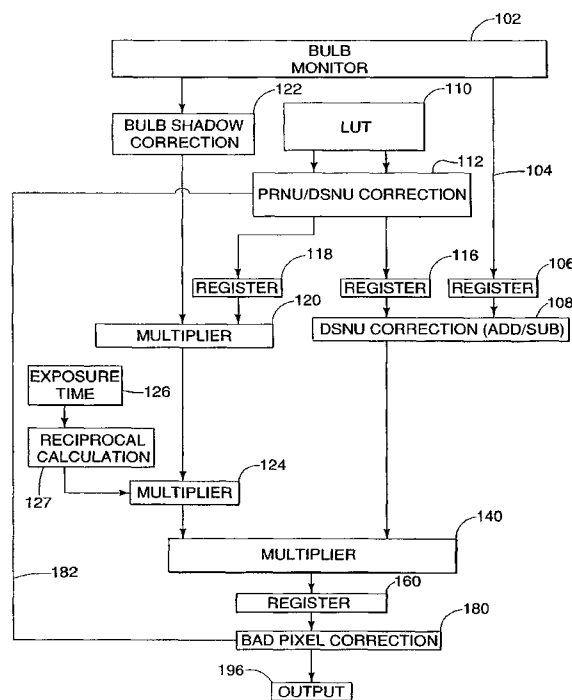 102
BULB
MONITOR
122
110
BULB SHADOW
CORRECTION
LUT
112
104
PRNU/DSNU CORRECTION
118
116
106
REGISTER
REGISTER
REGISTER
120
108
MULTIPLIER
DSNU CORRECTION (ADD/SUB)
EXPOSURE
TIME
126
RECIPROCAL
CALCULATION
124
127
MULTIPLIER
140
MULTIPLIER
182
160
REGISTER
180
BAD PIXEL CORRECTION
196
OUTPUT